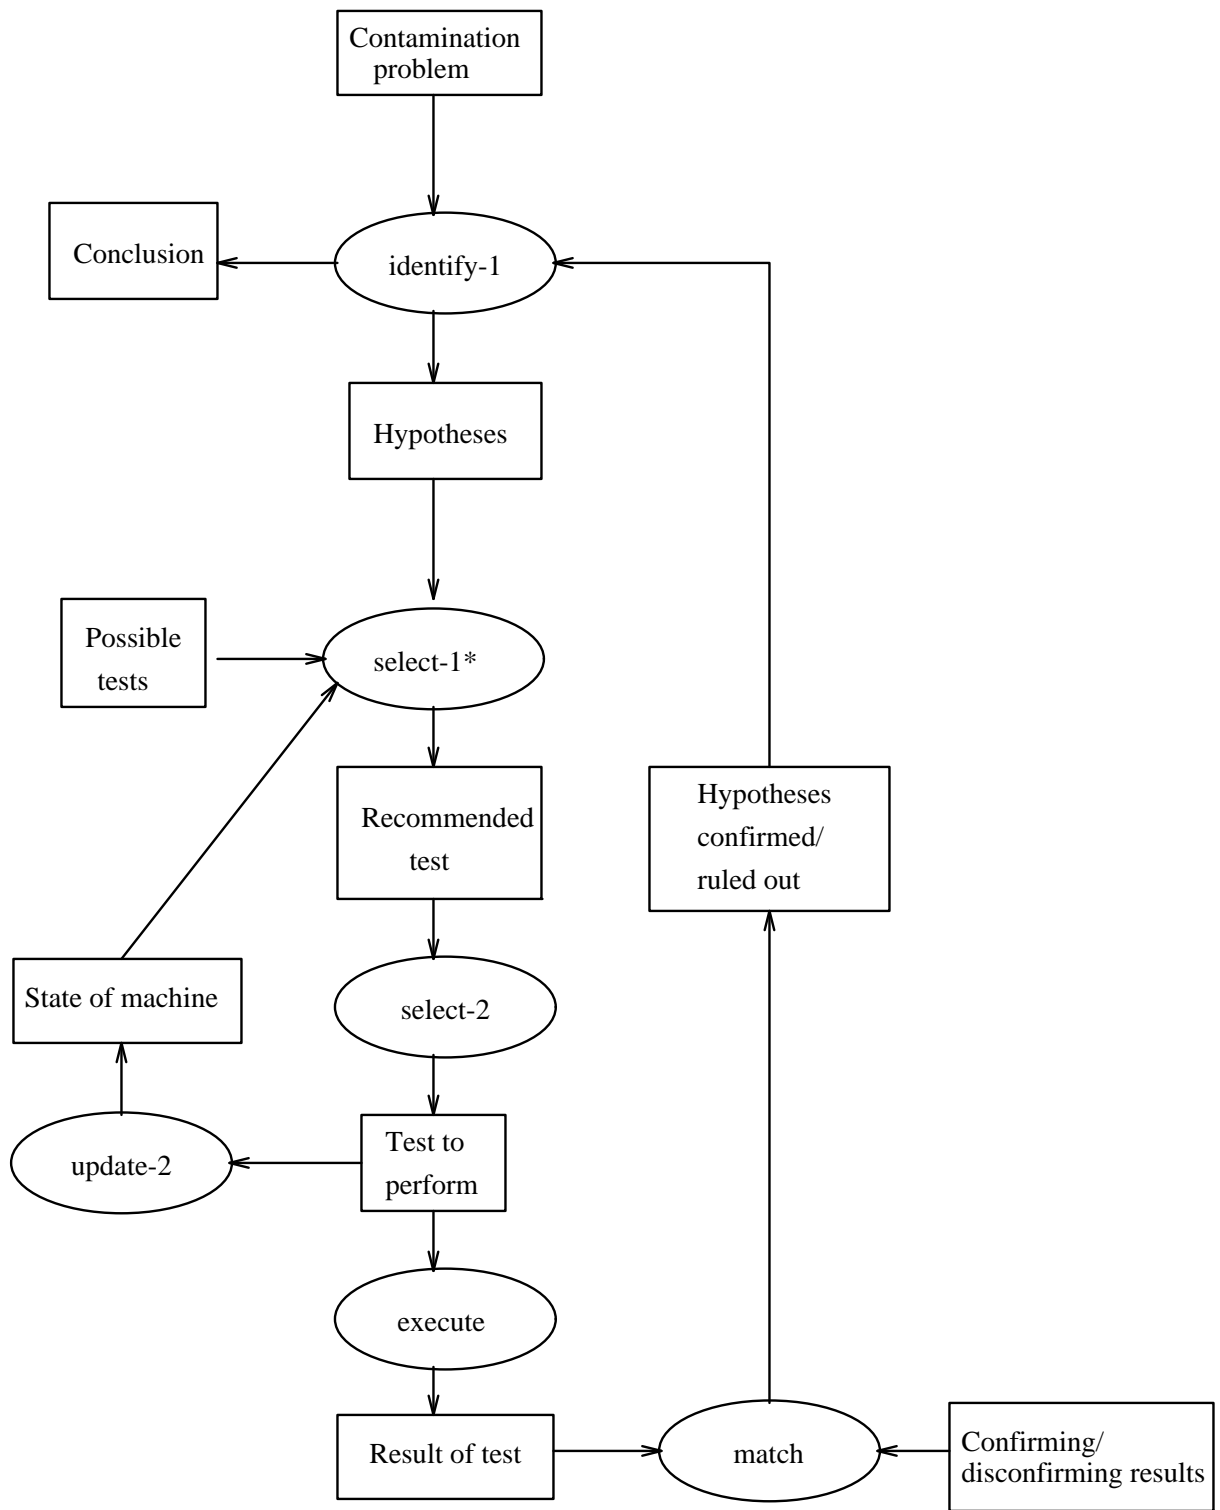 Contamination
problem
Conclusion
identify-1
Hypotheses
Possible
tests
select-1*
Recommended
test
Hypotheses
confirmed/
ruled out
State of machine
select-2
Test to
perform
update-2
execute
Result of test
match
Confirming/
disconfirming results